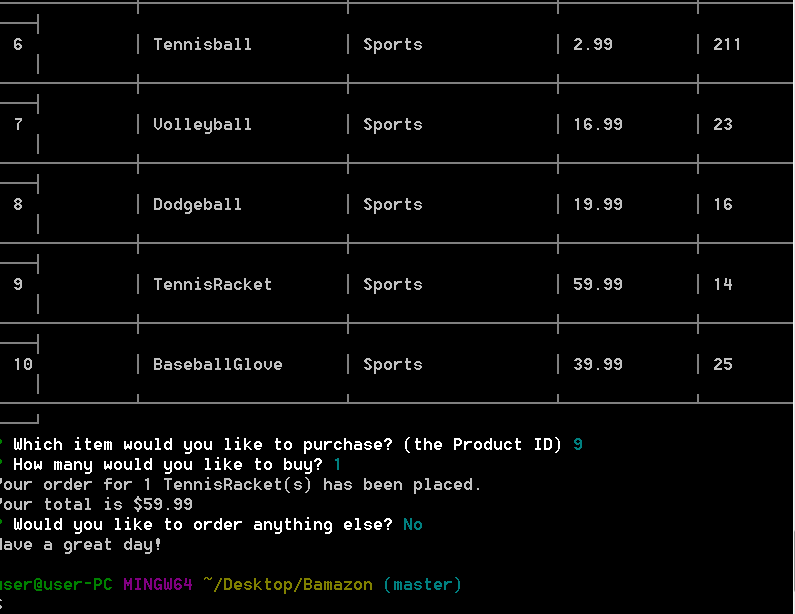 6 | Tennisball | Sports | 2.99 | 211
7 | Volleyball | Sports | 16.99 | 23
8 | Dodgeball | Sports | 19.99 | 16
9 | TennisRacket | Sports | 59.99 | 14
10 | BaseballGlove | Sports | 39.99 | 25
? Which item would you like to purchase? (the Product ID) 9
? How many would you like to buy? 1
Your order for 1 TennisRacket(s) has been placed.
Your total is $59.99
? Would you like to order anything else? No
Have a great day!
user@user-PC MINGW64 ~/Desktop/Bamazon (master)
$